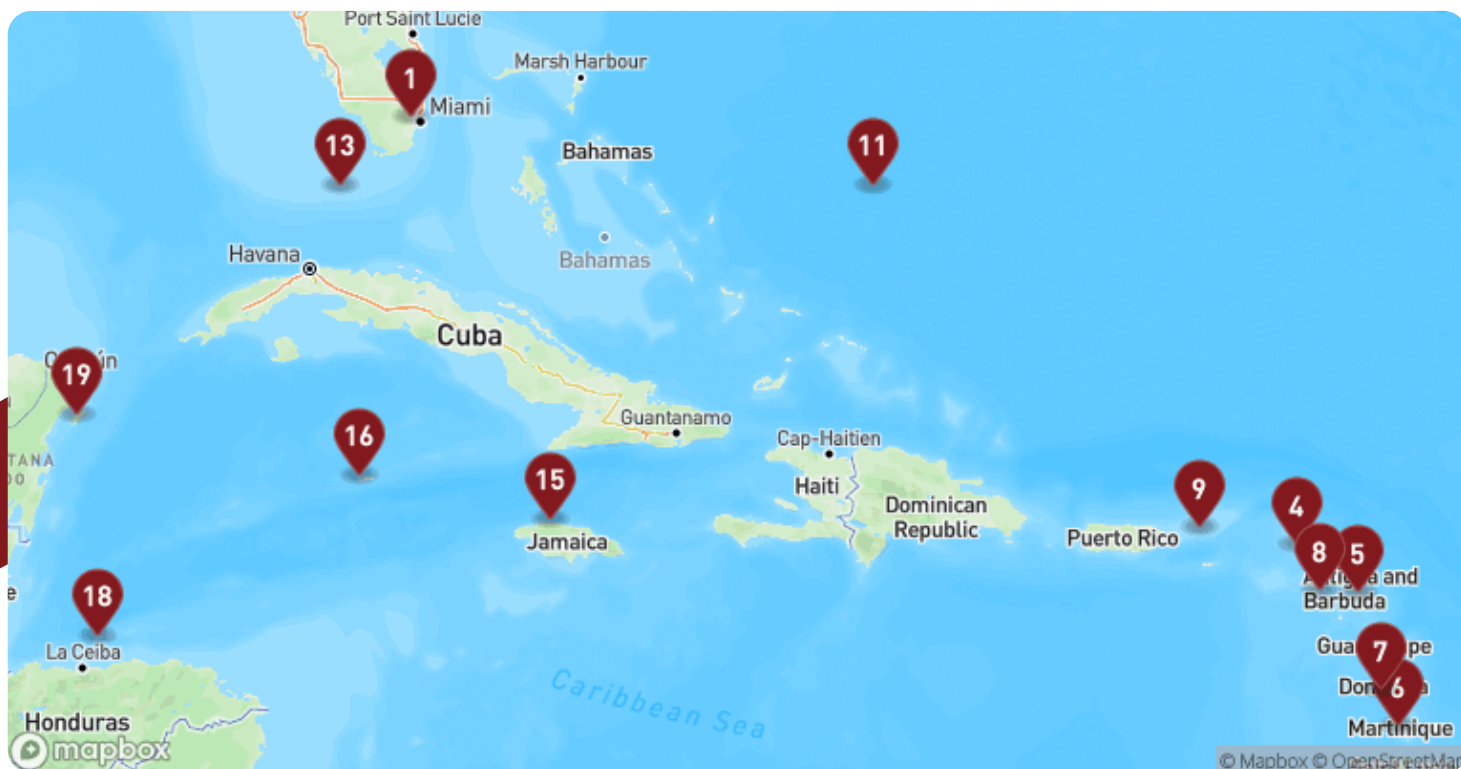 Port Saint Lucie
Marsh Harbour
1
Miami
13
Bahamas
11
Havana
Bahamas
Cuba
19
Guantanamo
16
Cap-Haitien
15
Haiti
Dominican
Republic
9
4
Puerto Rico
Jamaica
8
5
and
Barbuda
18
La Ceiba
7
6
Caribbean Sea
Honduras
Martinique
mapbox
© Mapbox © OpenStreetMap